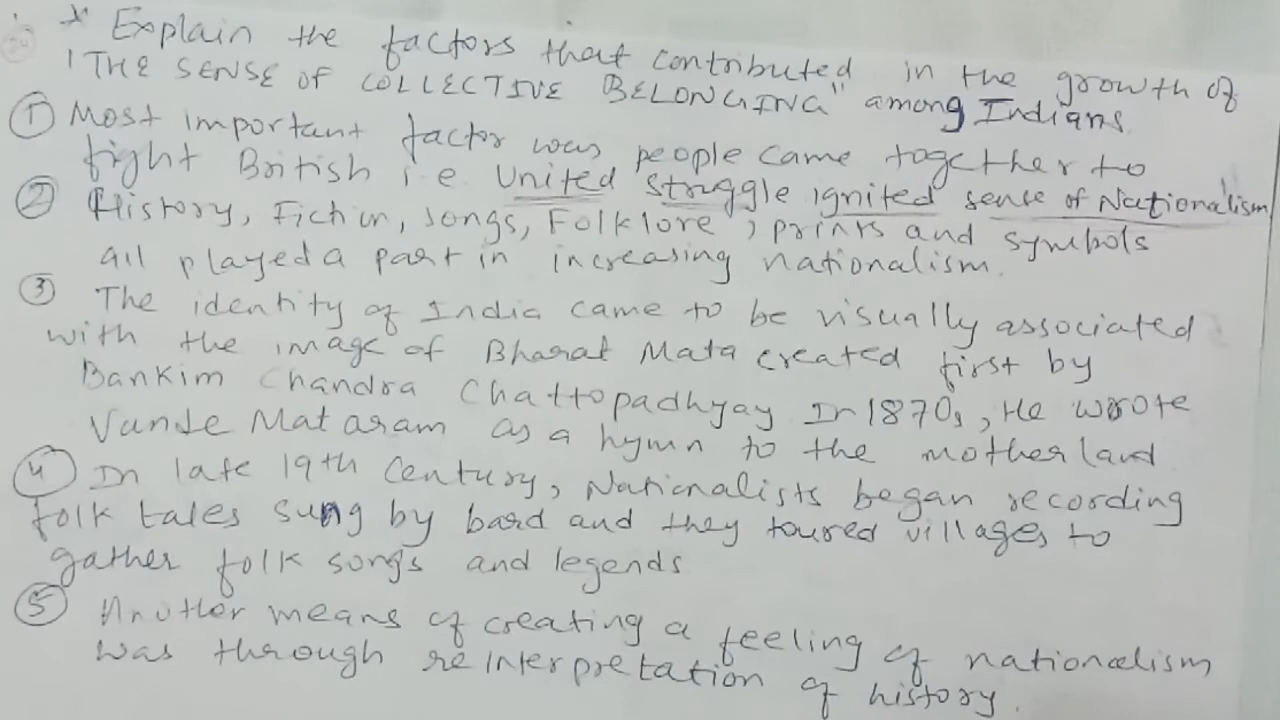 * Explain the factors that contributed in the growth of
'THE SENSE OF COLLECTIVE BELONGING" among Indians.
① Most important factor was people came together to
fight British i.e. United struggle ignited sense of Nationalism
② History, Fiction, songs, Folklore, prints and symbols
all played a part in increasing nationalism.
③ The identity of India came to be visually associated
with the image of Bharat Mata created first by
Bankim Chandra Chattopadhyay In 1870s, He wrote
Vande Mataram as a hymn to the motherland
④ In late 19th Century, Nationalists began recording
folk tales sung by bard and they toured villages to
gather folk songs and legends
⑤ Another means of creating a feeling of nationalism
was through reinterpretation of history.